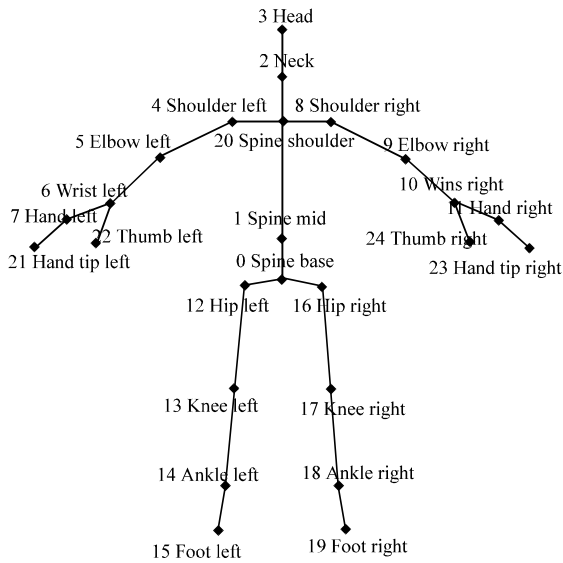 3 Head
2 Neck
4 Shoulder left
8 Shoulder right
20 Spine shoulder
5 Elbow left
9 Elbow right
6 Wrist left
10 Wins right
7 Hand left
11 Hand right
22 Thumb left
24 Thumb right
21 Hand tip left
23 Hand tip right
1 Spine mid
0 Spine base
12 Hip left
16 Hip right
13 Knee left
17 Knee right
14 Ankle left
18 Ankle right
15 Foot left
19 Foot right